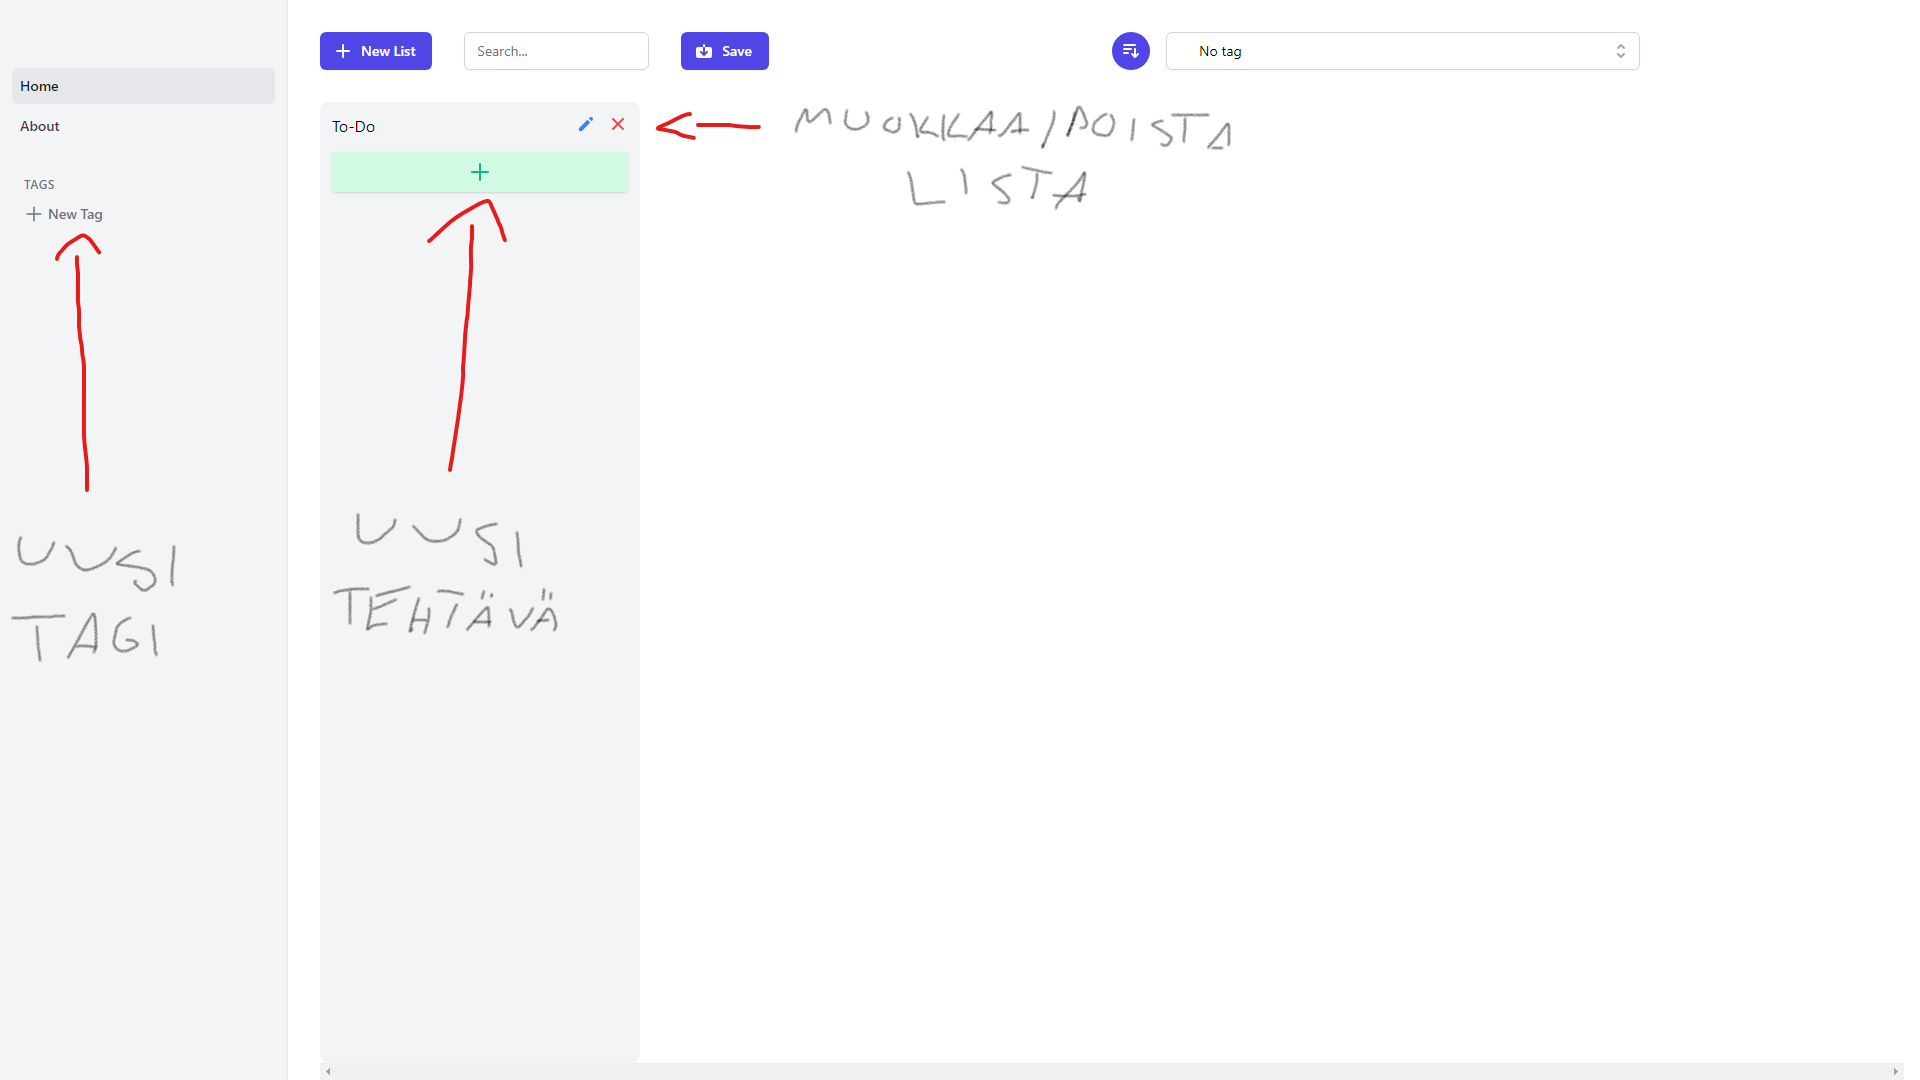 New List
Search...
Save
No tag
Home
About
TAGS
New Tag
To-Do
MUOKKAA/POISTA
LISTA
UUSI
TEHTÄVÄ
UUSI
TAGI